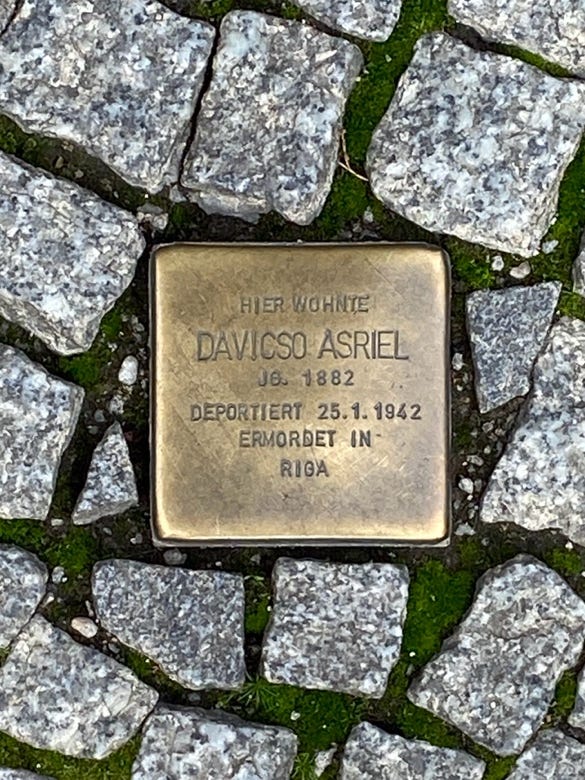 HIER WOHNTE
DAVICSO ASRIEL
JG. 1882
DEPORTIERT 25.1.1942
ERMORDET IN
RIGA